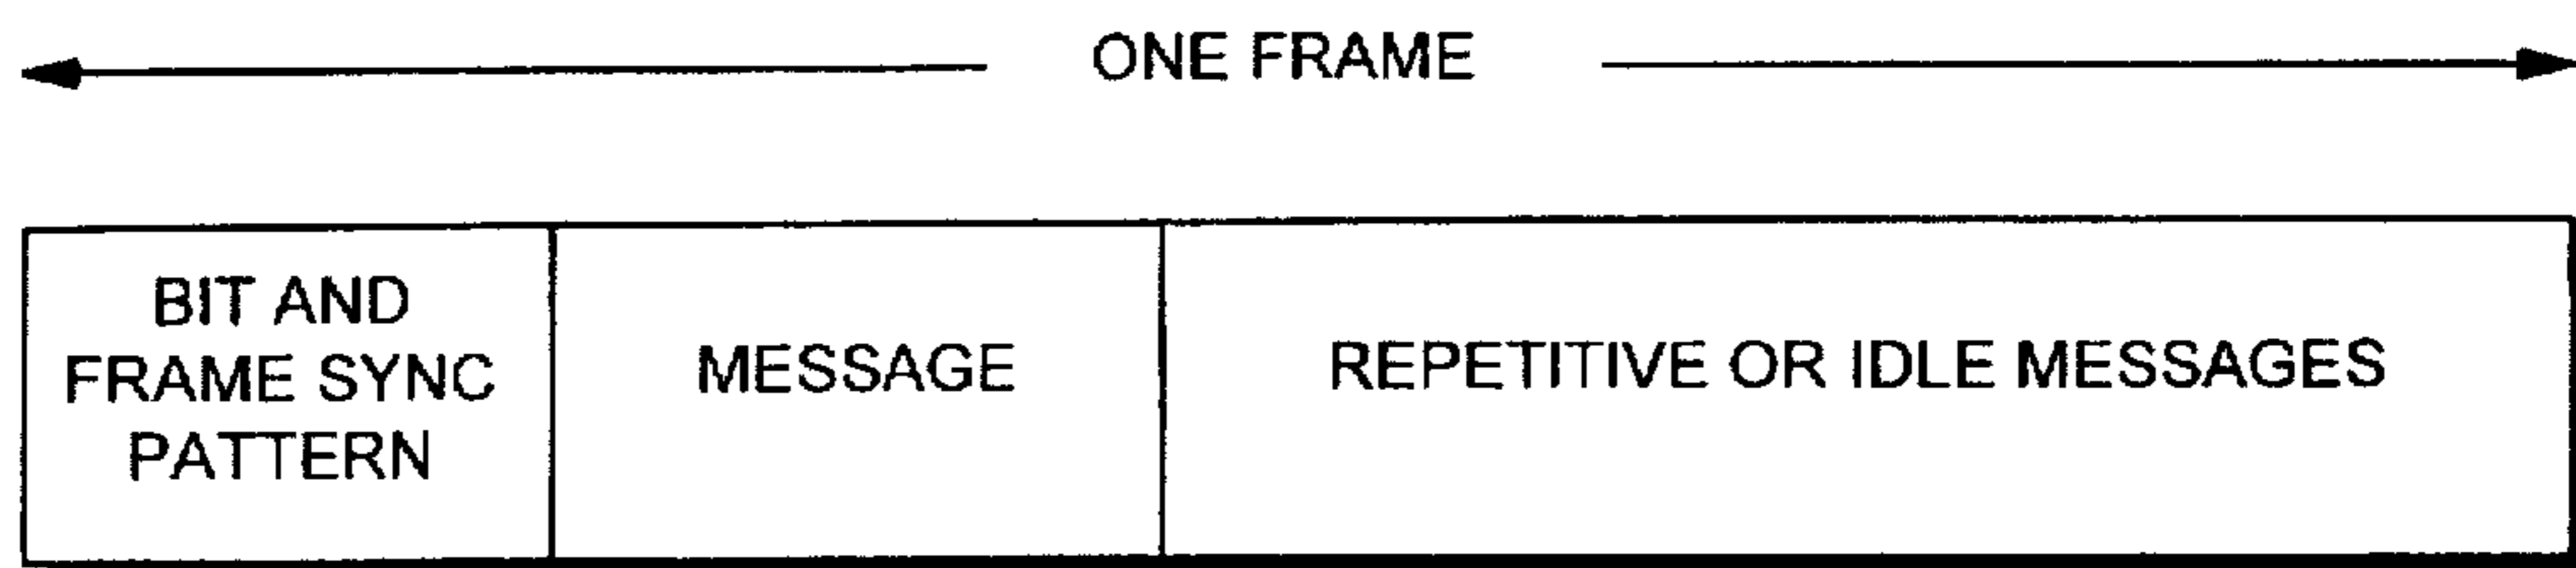 ONE FRAME
BIT AND
FRAME SYNC
PATTERN
MESSAGE
REPETITIVE OR IDLE MESSAGES